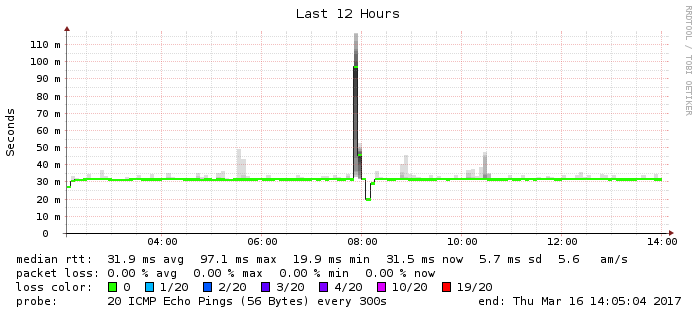 Last 12 Hours
RRDTOOL / TOBI OETIKER
Seconds
110 m
100 m
90 m
80 m
70 m
60 m
50 m
40 m
30 m
20 m
10 m
0
04:00 06:00 08:00 10:00 12:00 14:00
median rtt: 31.9 ms avg 97.1 ms max 19.9 ms min 31.5 ms now 5.7 ms sd 5.6 am/s
packet loss: 0.00 % avg 0.00 % max 0.00 % min 0.00 % now
loss color: 0 1/20 2/20 3/20 4/20 10/20 19/20
probe: 20 ICMP Echo Pings (56 Bytes) every 300s end: Thu Mar 16 14:05:04 2017